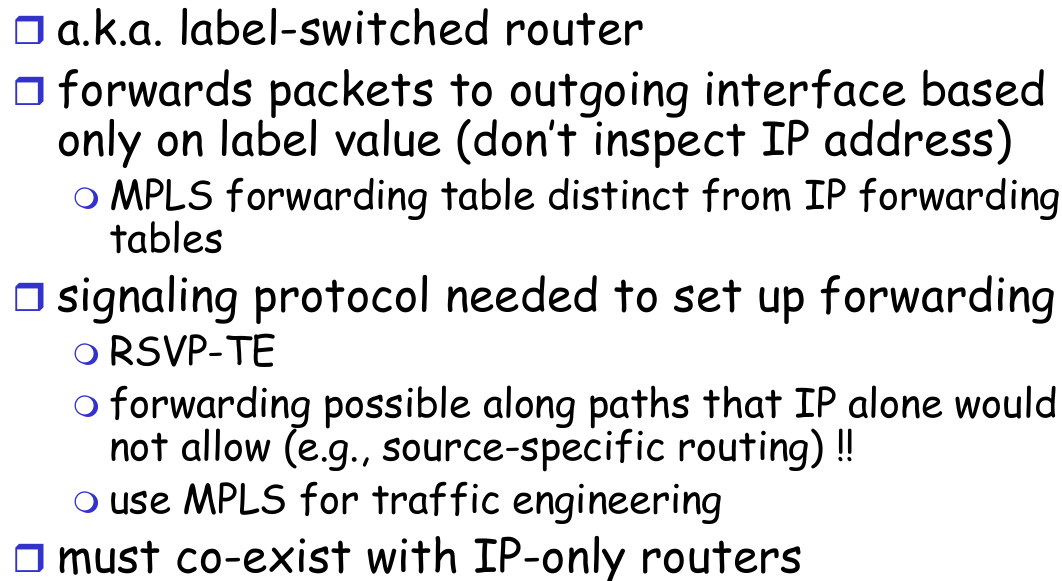 a.k.a. label-switched router
forwards packets to outgoing interface based
only on label value (don't inspect IP address)
MPLS forwarding table distinct from IP forwarding
tables
signaling protocol needed to set up forwarding
RSVP-TE
forwarding possible along paths that IP alone would
not allow (e.g., source-specific routing) !!
use MPLS for traffic engineering
must co-exist with IP-only routers